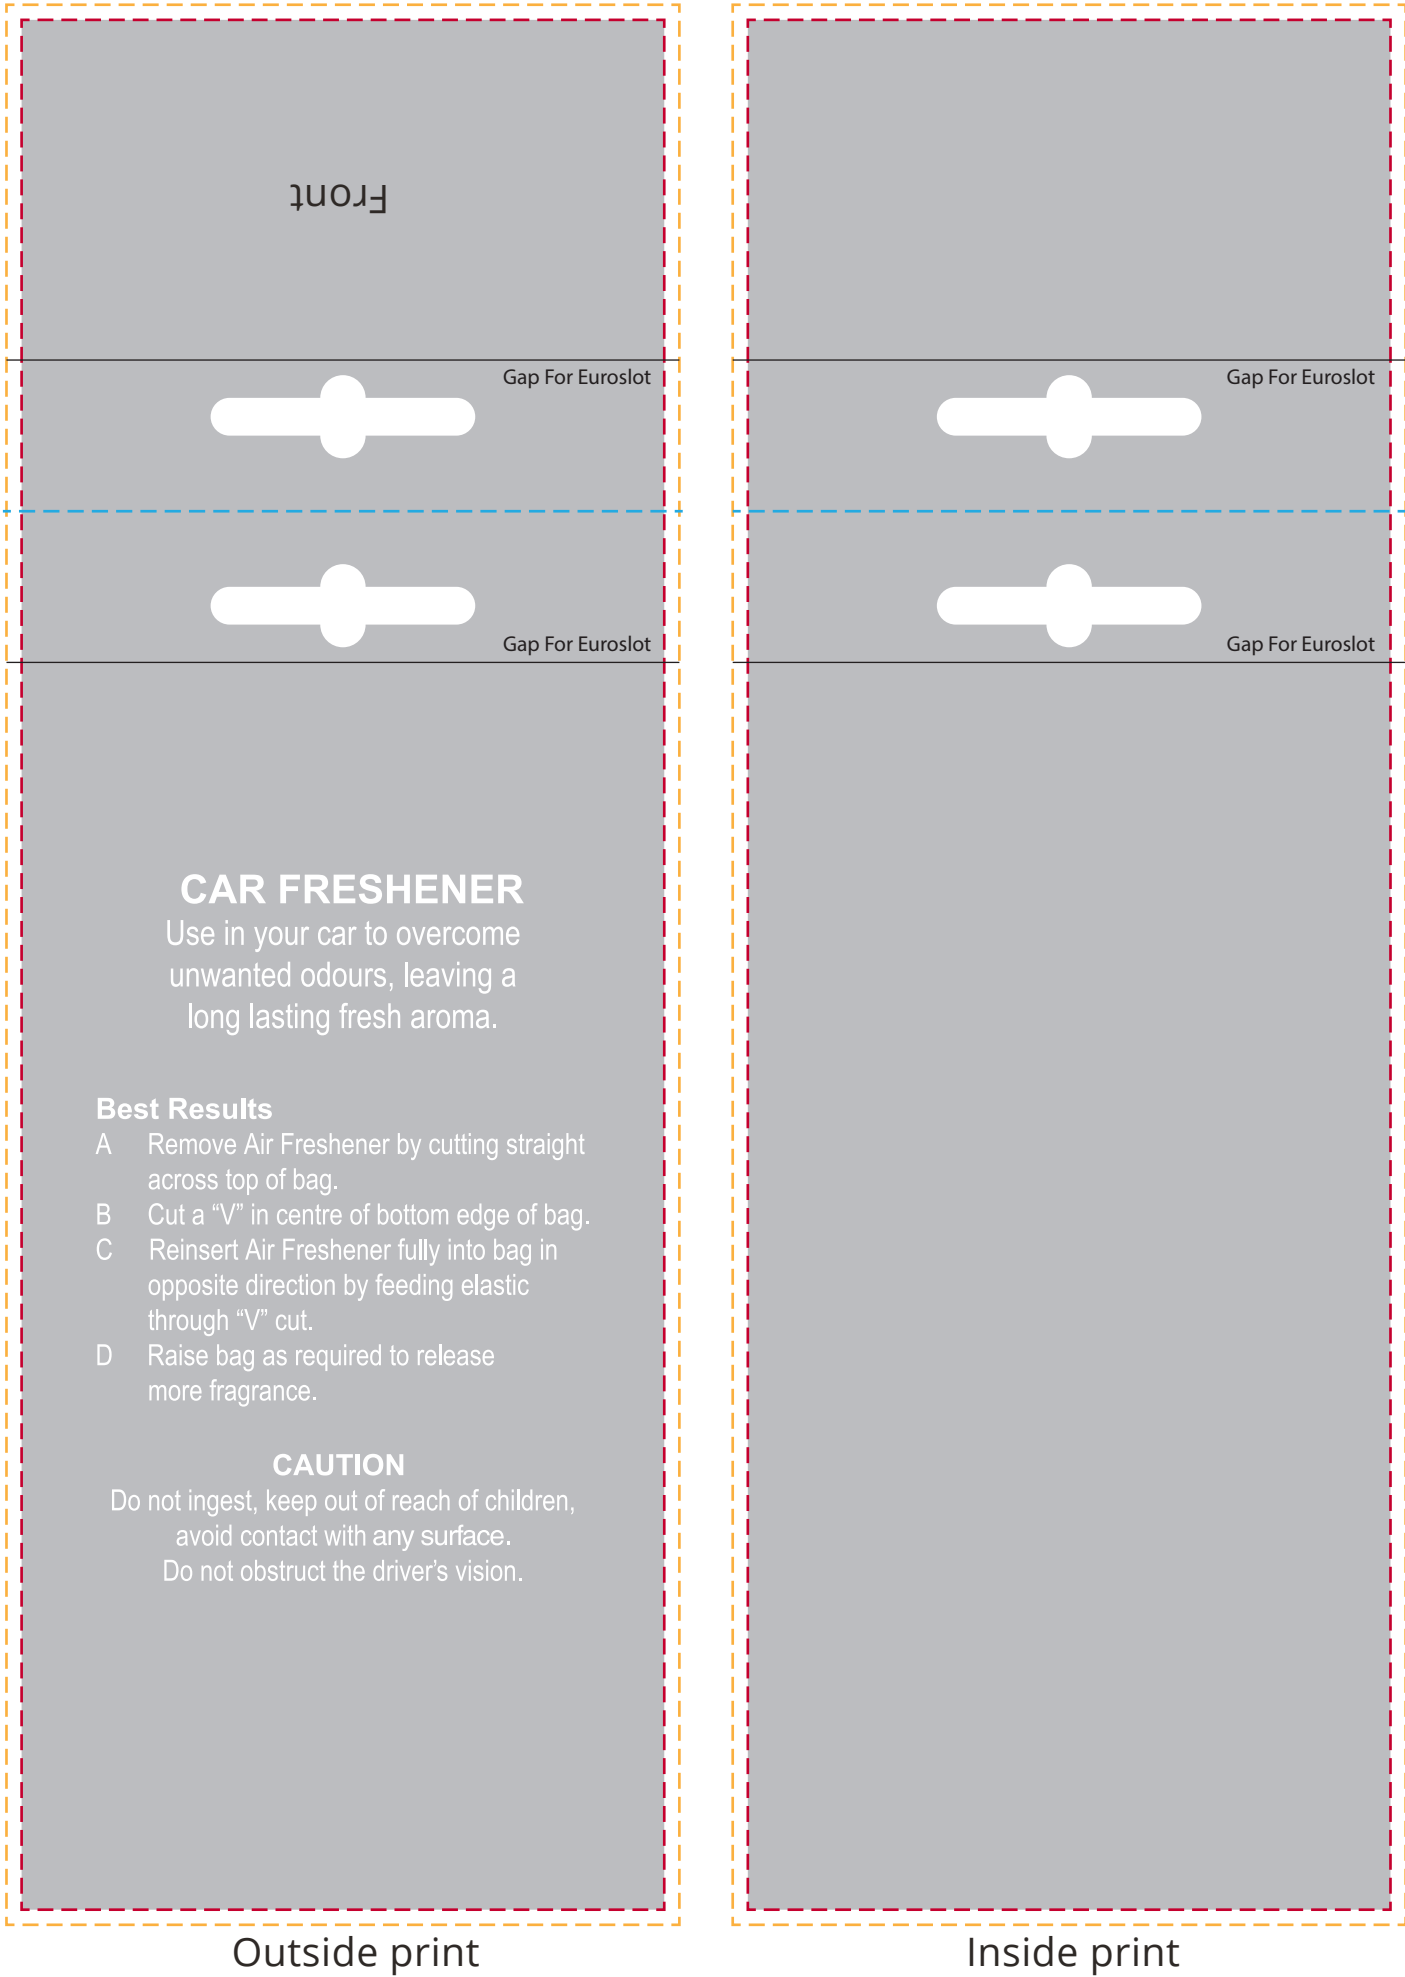 Front
Gap For Euroslot
Gap For Euroslot
CAR FRESHENER
Use in your car to overcome
unwanted odours, leaving a
long lasting fresh aroma.
Best Results
A Remove Air Freshener by cutting straight
across top of bag.
B Cut a “V” in centre of bottom edge of bag.
C Reinsert Air Freshener fully into bag in
opposite direction by feeding elastic
through “V” cut.
D Raise bag as required to release
more fragrance.
CAUTION
Do not ingest, keep out of reach of children,
avoid contact with any surface.
Do not obstruct the driver’s vision.
Outside print
Gap For Euroslot
Gap For Euroslot
Inside print